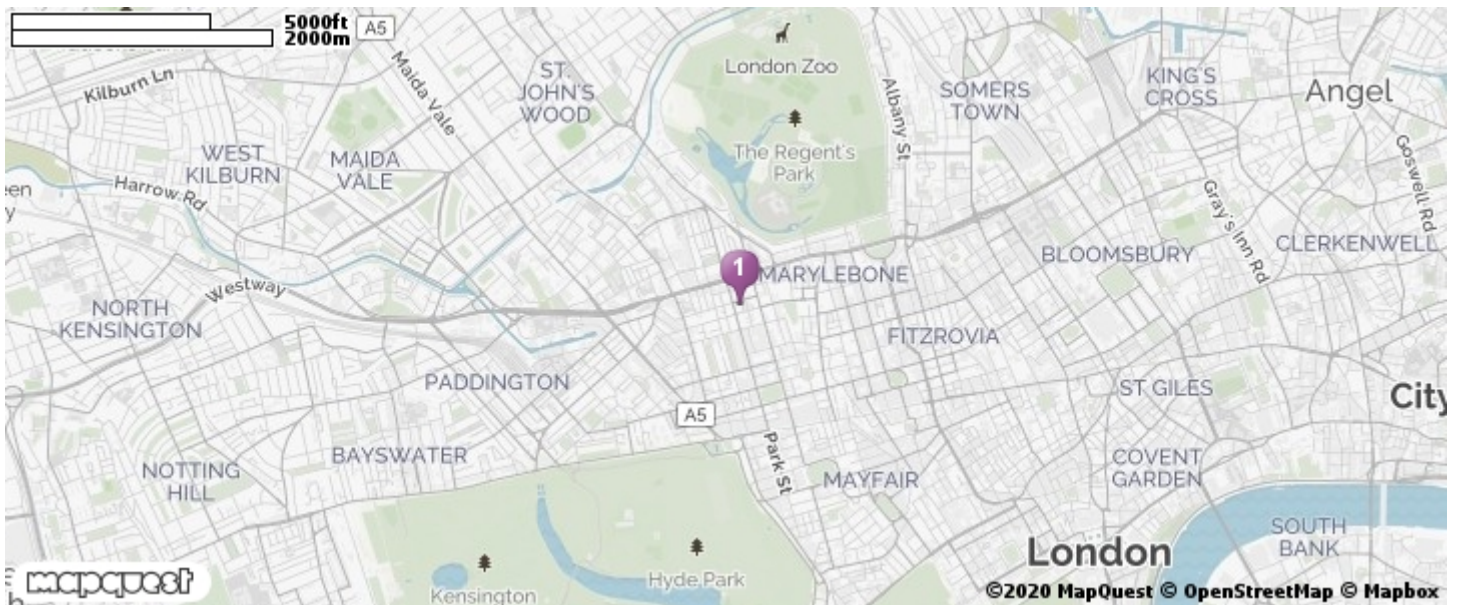 5000ft
2000m
A5
Kilburn Ln
Maida Vale
ST.
JOHN'S
WOOD
London Zoo
Albany St
SOMERS
TOWN
KING'S
CROSS
Angel
WEST
KILBURN
MAIDA
VALE
The Regent's
Park
Goswell Rd
Harrow Rd
Gray's Inn Rd
BLOOMSBURY
CLERKENWELL
1
MARYLEBONE
Westway
NORTH
KENSINGTON
FITZROVIA
PADDINGTON
ST GILES
City
A5
Park St
BAYSWATER
NOTTING
HILL
MAYFAIR
COVENT
GARDEN
SOUTH
BANK
London
Hyde Park
Kensington
mapquest
©2020 MapQuest © OpenStreetMap © Mapbox